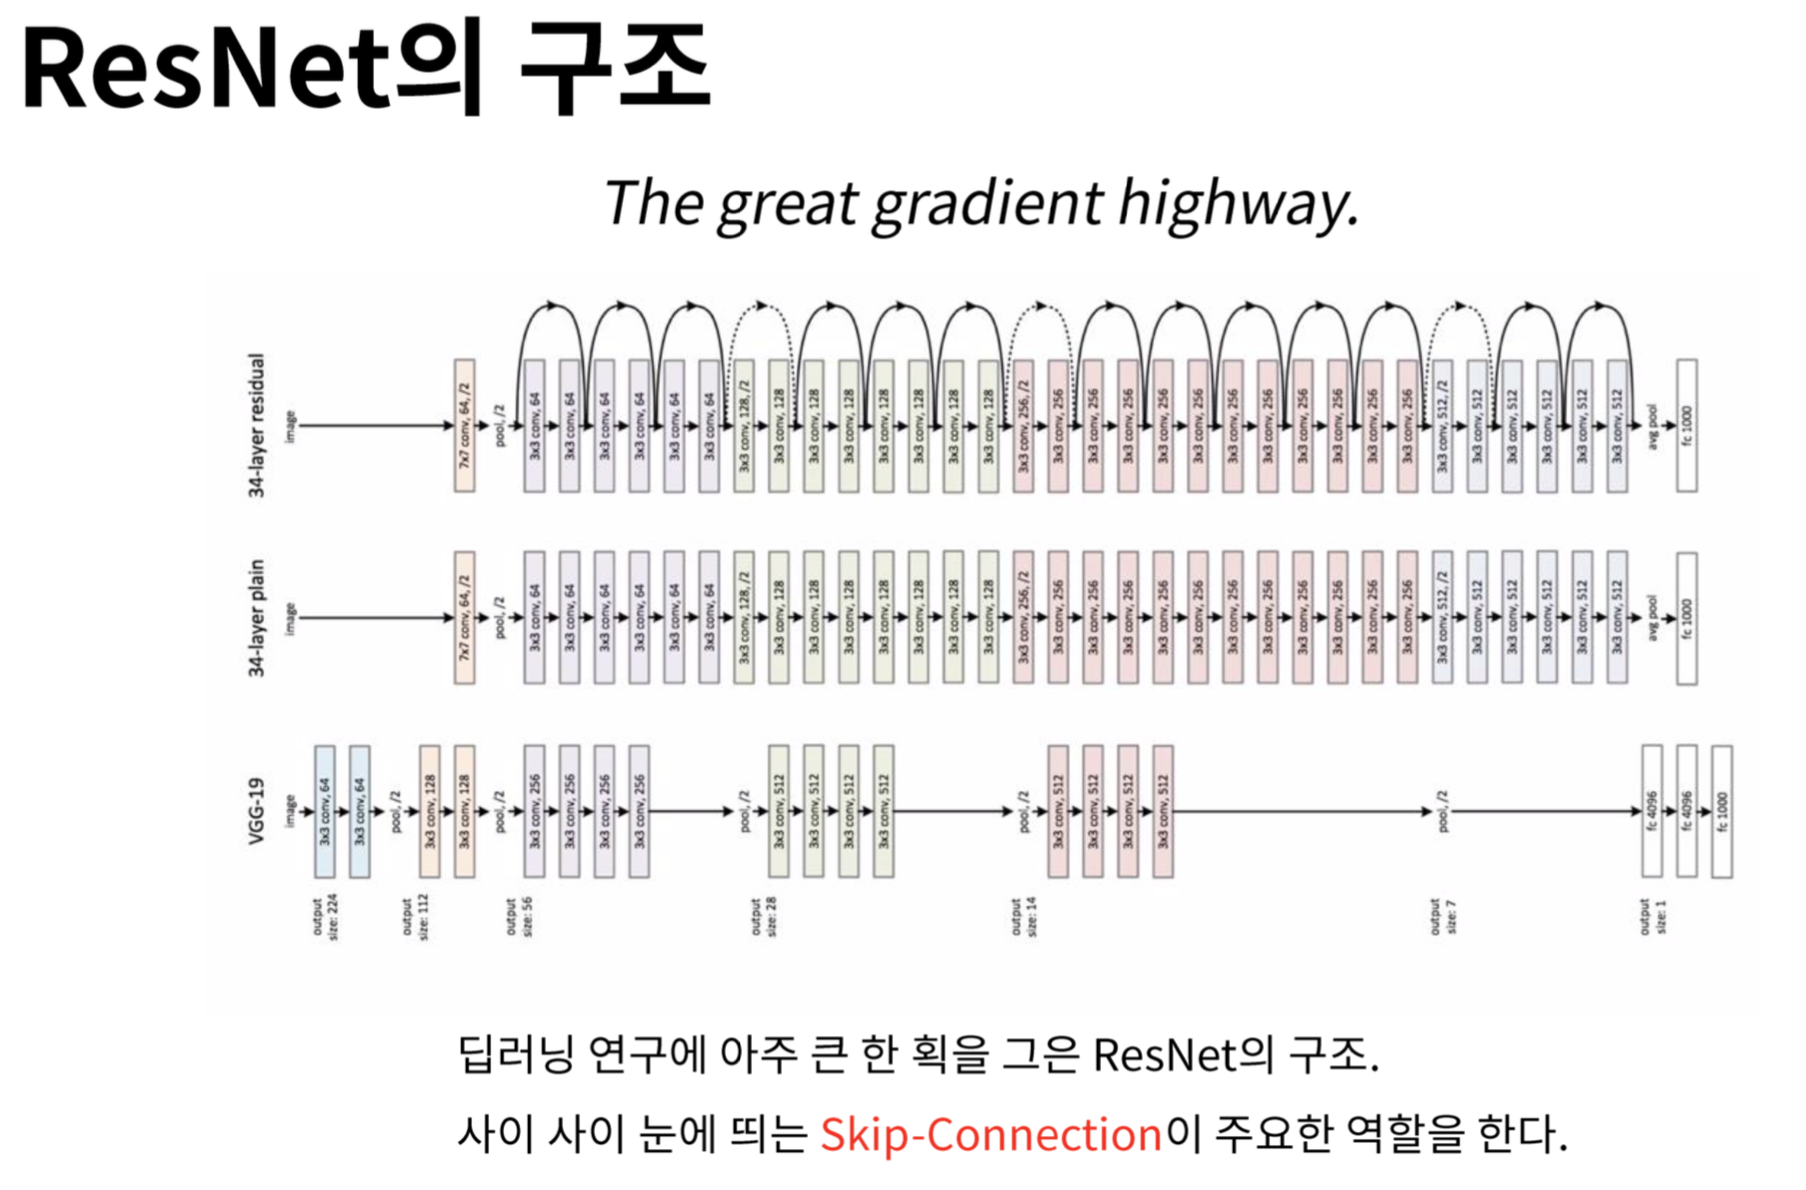 ResNet의 구조
The great gradient highway.
34-layer residual
image
7x7 conv, 64, /2
pool, /2
3x3 conv, 64
3x3 conv, 64
3x3 conv, 64
3x3 conv, 64
3x3 conv, 64
3x3 conv, 64
3x3 conv, 128, /2
3x3 conv, 128
3x3 conv, 128
3x3 conv, 128
3x3 conv, 128
3x3 conv, 128
3x3 conv, 128
3x3 conv, 128
3x3 conv, 256, /2
3x3 conv, 256
3x3 conv, 256
3x3 conv, 256
3x3 conv, 256
3x3 conv, 256
3x3 conv, 256
3x3 conv, 256
3x3 conv, 256
3x3 conv, 256
3x3 conv, 256
3x3 conv, 256
3x3 conv, 512, /2
3x3 conv, 512
3x3 conv, 512
3x3 conv, 512
3x3 conv, 512
3x3 conv, 512
avg pool
fc 1000
34-layer plain
image
7x7 conv, 64, /2
pool, /2
3x3 conv, 64
3x3 conv, 64
3x3 conv, 64
3x3 conv, 64
3x3 conv, 64
3x3 conv, 64
3x3 conv, 128, /2
3x3 conv, 128
3x3 conv, 128
3x3 conv, 128
3x3 conv, 128
3x3 conv, 128
3x3 conv, 128
3x3 conv, 128
3x3 conv, 256, /2
3x3 conv, 256
3x3 conv, 256
3x3 conv, 256
3x3 conv, 256
3x3 conv, 256
3x3 conv, 256
3x3 conv, 256
3x3 conv, 256
3x3 conv, 256
3x3 conv, 256
3x3 conv, 256
3x3 conv, 512, /2
3x3 conv, 512
3x3 conv, 512
3x3 conv, 512
3x3 conv, 512
3x3 conv, 512
avg pool
fc 1000
VGG-19
image
3x3 conv, 64
3x3 conv, 64
pool, /2
3x3 conv, 128
3x3 conv, 128
pool, /2
3x3 conv, 256
3x3 conv, 256
3x3 conv, 256
3x3 conv, 256
pool, /2
3x3 conv, 512
3x3 conv, 512
3x3 conv, 512
3x3 conv, 512
pool, /2
3x3 conv, 512
3x3 conv, 512
3x3 conv, 512
3x3 conv, 512
pool, /2
fc 4096
fc 4096
fc 1000
output
size: 224
output
size: 112
output
size: 56
output
size: 28
output
size: 14
output
size: 7
output
size: 1
딥러닝 연구에 아주 큰 한 획을 그은 ResNet의 구조.
사이 사이 눈에 띄는 Skip-Connection이 주요한 역할을 한다.